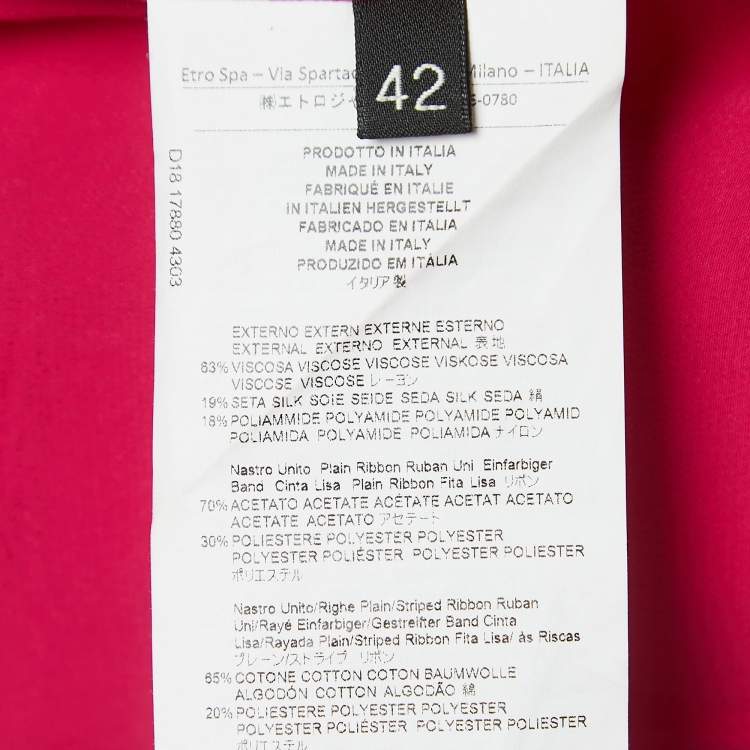 Etro Spa – Via Spartac Milano – ITALIA
42
㈱エトロジャ -0780
D18 17880 4303
PRODOTTO IN ITALIA
MADE IN ITALY
FABRIQUÉ EN ITALIE
IN ITALIEN HERGESTELLT
FABRICADO EN ITALIA
MADE IN ITALY
PRODUZIDO EM ITÁLIA
イタリア製
EXTERNO EXTERN EXTERNE ESTERNO
EXTERNAL EXTERNO EXTERNAL 表地
63% VISCOSA VISCOSE VISCOSE VISKOSE VISCOSA
VISCOSE VISCOSE レーヨン
19% SETA SILK SOIE SEIDE SEDA SILK SEDA 絹
18% POLIAMMIDE POLYAMIDE POLYAMIDE POLYAMID
POLIAMIDA POLYAMIDE POLIAMIDA ナイロン
Nastro Unito Plain Ribbon Ruban Uni Einfarbiger
Band Cinta Lisa Plain Ribbon Fita Lisa リボン
70% ACETATO ACETATE ACÉTATE ACETAT ACETATO
ACETATE ACETATO アセテート
30% POLIESTERE POLYESTER POLYESTER
POLYESTER POLIÉSTER POLYESTER POLIESTER
ポリエステル
Nastro Unito/Righe Plain/Striped Ribbon Ruban
Uni/Rayé Einfarbiger/Gestreifter Band Cinta
Lisa/Rayada Plain/Striped Ribbon Fita Lisa/ às Riscas
プレーン/ストライプ リボン
65% COTONE COTTON COTON BAUMWOLLE
ALGODÓN COTTON ALGODÃO 綿
20% POLIESTERE POLYESTER POLYESTER
POLYESTER POLIÉSTER POLYESTER POLIESTER
ポリエステル